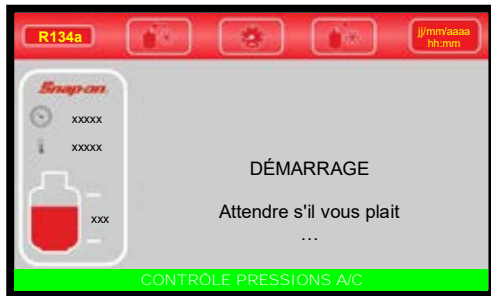 R134a
jj/mm/aaaa
hh:mm
Snap-on
xxxxx
xxxxx
DÉMARRAGE
xxx
Attendre s'il vous plait
…
CONTRÔLE PRESSIONS A/C